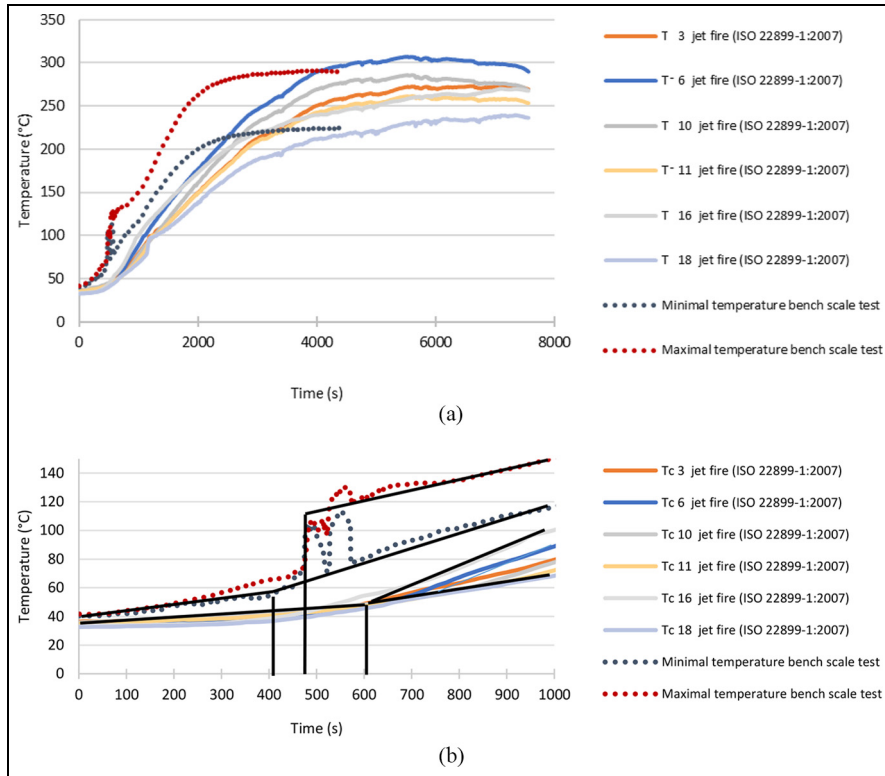 350
300
250
200
150
100
50
0
Temperature (°C)
0 2000 4000 6000 8000
Time (s)
T 3 jet fire (ISO 22899-1:2007)
T- 6 jet fire (ISO 22899-1:2007)
T 10 jet fire (ISO 22899-1:2007)
T- 11 jet fire (ISO 22899-1:2007)
T 16 jet fire (ISO 22899-1:2007)
T 18 jet fire (ISO 22899-1:2007)
Minimal temperature bench scale test
Maximal temperature bench scale test
(a)
140
120
100
80
60
40
20
0
Temperature (°C)
0 100 200 300 400 500 600 700 800 900 1000
Time (s)
Tc 3 jet fire (ISO 22899-1:2007)
Tc 6 jet fire (ISO 22899-1:2007)
Tc 10 jet fire (ISO 22899-1:2007)
Tc 11 jet fire (ISO 22899-1:2007)
Tc 16 jet fire (ISO 22899-1:2007)
Tc 18 jet fire (ISO 22899-1:2007)
Minimal temperature bench scale test
Maximal temperature bench scale test
(b)